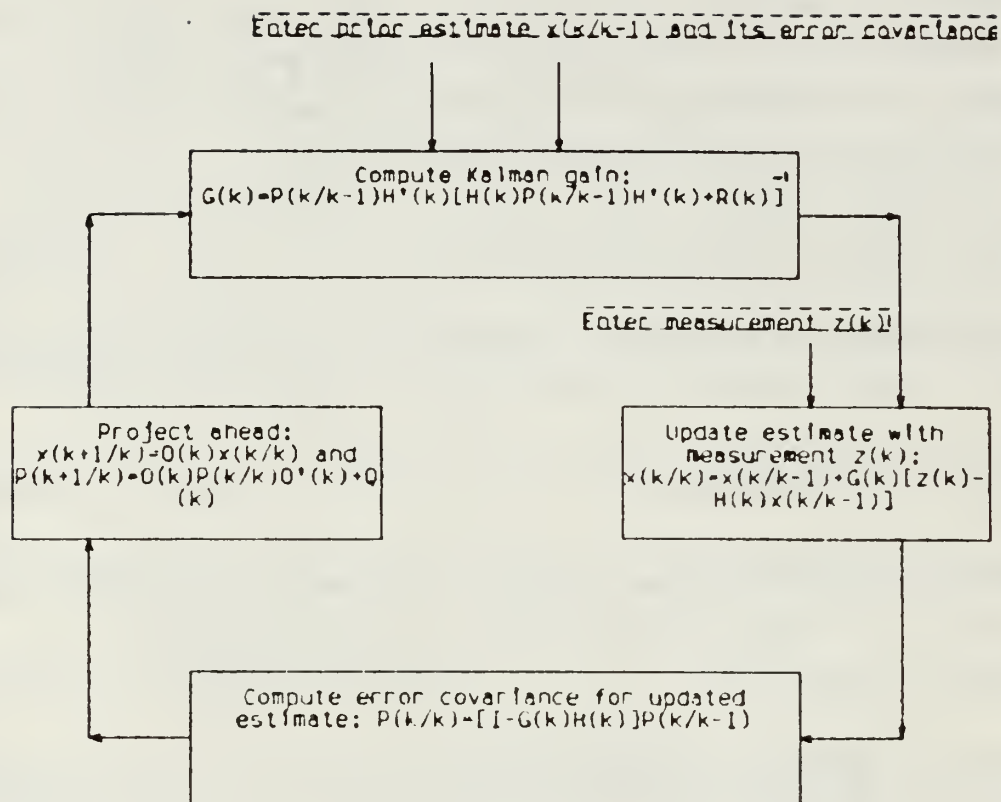 Enter prior estimate x(k/k-1) and its error covariance
Compute Kalman gain:
G(k)=P(k/k-1)H'(k)[H(k)P(k/k-1)H'(k)+R(k)]⁻¹
Enter measurement z(k)
Project ahead:
x(k+1/k)=O(k)x(k/k) and
P(k+1/k)=O(k)P(k/k)O'(k)+Q
(k)
Update estimate with
measurement z(k):
x(k/k)=x(k/k-1)+G(k)[z(k)-
H(k)x(k/k-1)]
Compute error covariance for updated
estimate: P(k/k)=[I-G(k)H(k)]P(k/k-1)